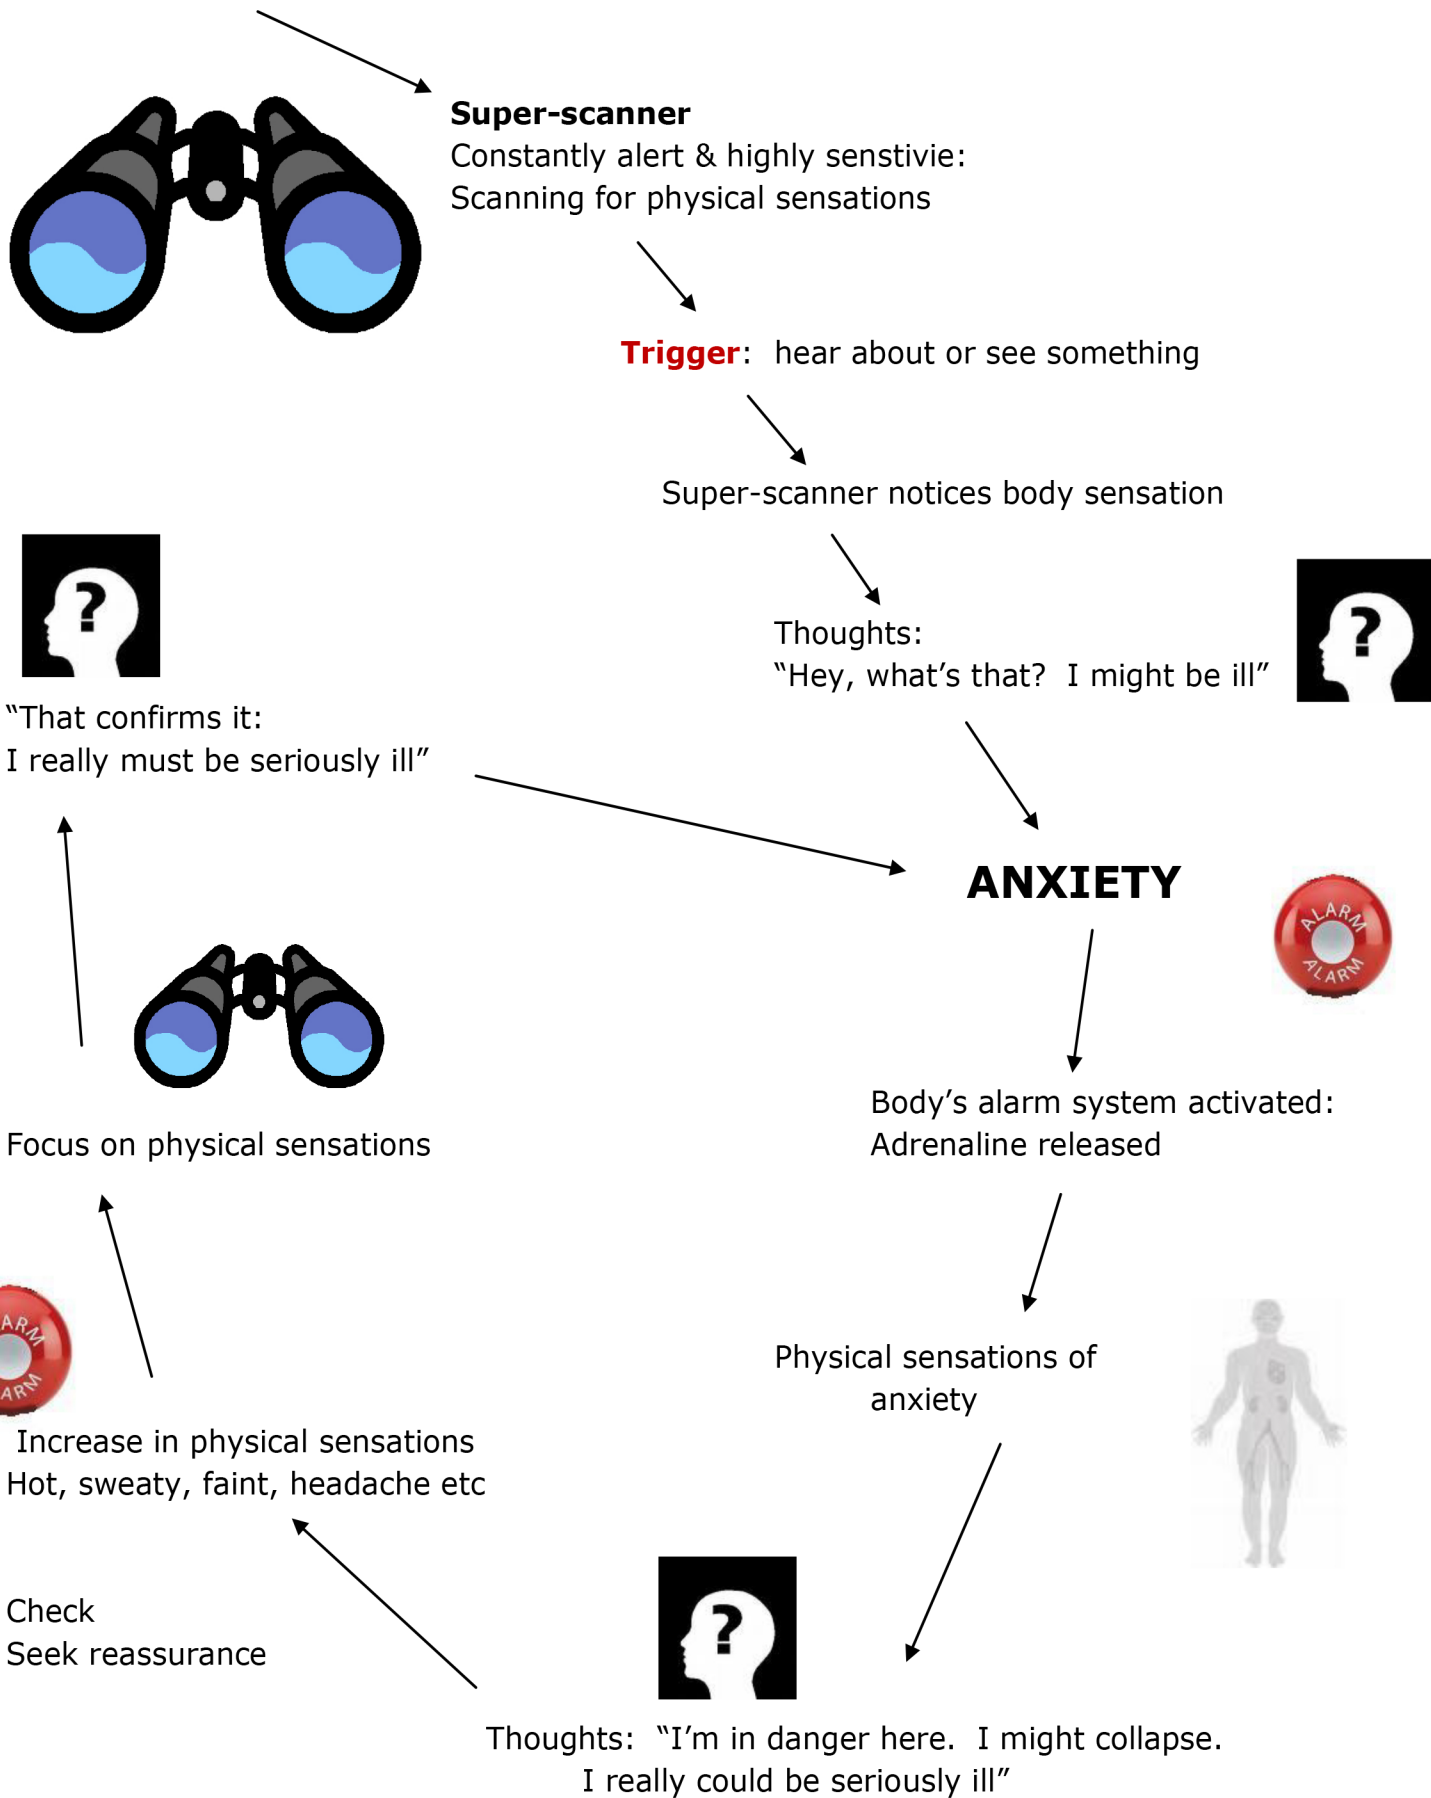 Super-scanner
Constantly alert & highly senstivie:
Scanning for physical sensations
Trigger:  hear about or see something
Super-scanner notices body sensation
Thoughts:
“Hey, what’s that?  I might be ill”
“That confirms it:
I really must be seriously ill”
ANXIETY
ALARM
ALARM
Body’s alarm system activated:
Adrenaline released
Focus on physical sensations
Physical sensations of
anxiety
ARM
ARM
Increase in physical sensations
Hot, sweaty, faint, headache etc
Check
Seek reassurance
Thoughts:  “I’m in danger here.  I might collapse.
I really could be seriously ill”
?
?
?